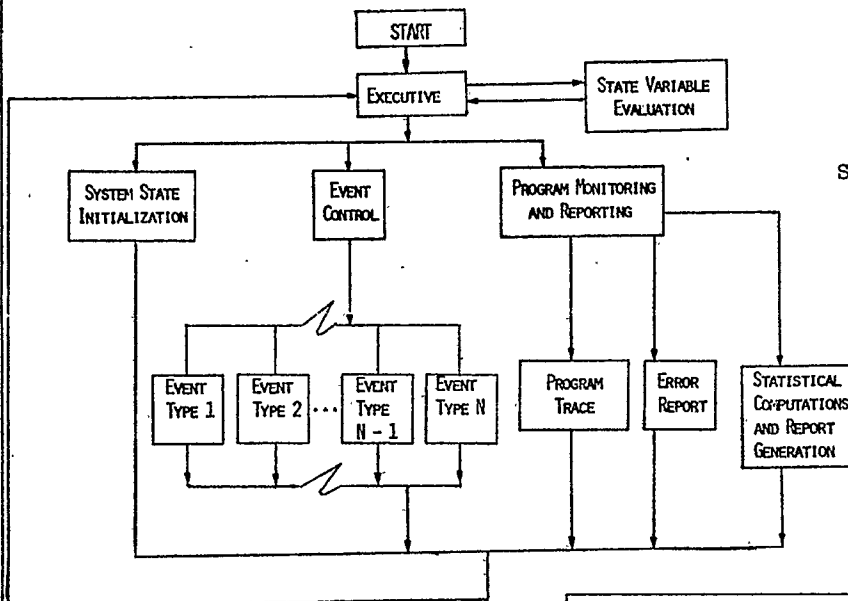 START
EXECUTIVE
STATE VARIABLE
EVALUATION
S
SYSTEM STATE
INITIALIZATION
EVENT
CONTROL
PROGRAM MONITORING
AND REPORTING
EVENT
TYPE 1
EVENT
TYPE 2
...
EVENT
TYPE
N - 1
EVENT
TYPE N
PROGRAM
TRACE
ERROR
REPORT
STATISTICAL
COMPUTATIONS
AND REPORT
GENERATION